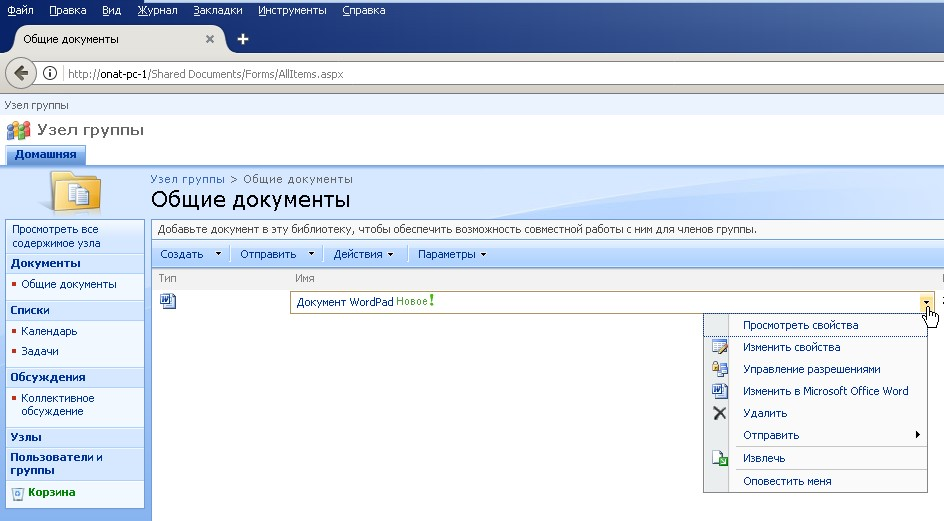 Файл Правка Вид Журнал Закладки Инструменты Справка
Общие документы
http://onat-pc-1/Shared Documents/Forms/AllItems.aspx
Узел группы
Узел группы
Домашняя
Узел группы > Общие документы
Общие документы
Просмотреть все
содержимое узла
Документы
Общие документы
Списки
Календарь
Задачи
Обсуждения
Коллективное
обсуждение
Узлы
Пользователи и
группы
Корзина
Добавьте документ в эту библиотеку, чтобы обеспечить возможность совместной работы с ним для членов группы.
Создать Отправить Действия Параметры
Тип Имя
Документ WordPad Новое!
Просмотреть свойства
Изменить свойства
Управление разрешениями
Изменить в Microsoft Office Word
Удалить
Отправить
Извлечь
Оповестить меня